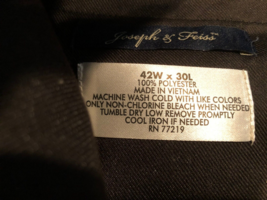 Joseph & Feiss
42W x 30L
100% POLYESTER
MADE IN VIETNAM
MACHINE WASH COLD WITH LIKE COLORS
ONLY NON-CHLORINE BLEACH WHEN NEEDED
TUMBLE DRY LOW REMOVE PROMPTLY
COOL IRON IF NEEDED
RN 77219